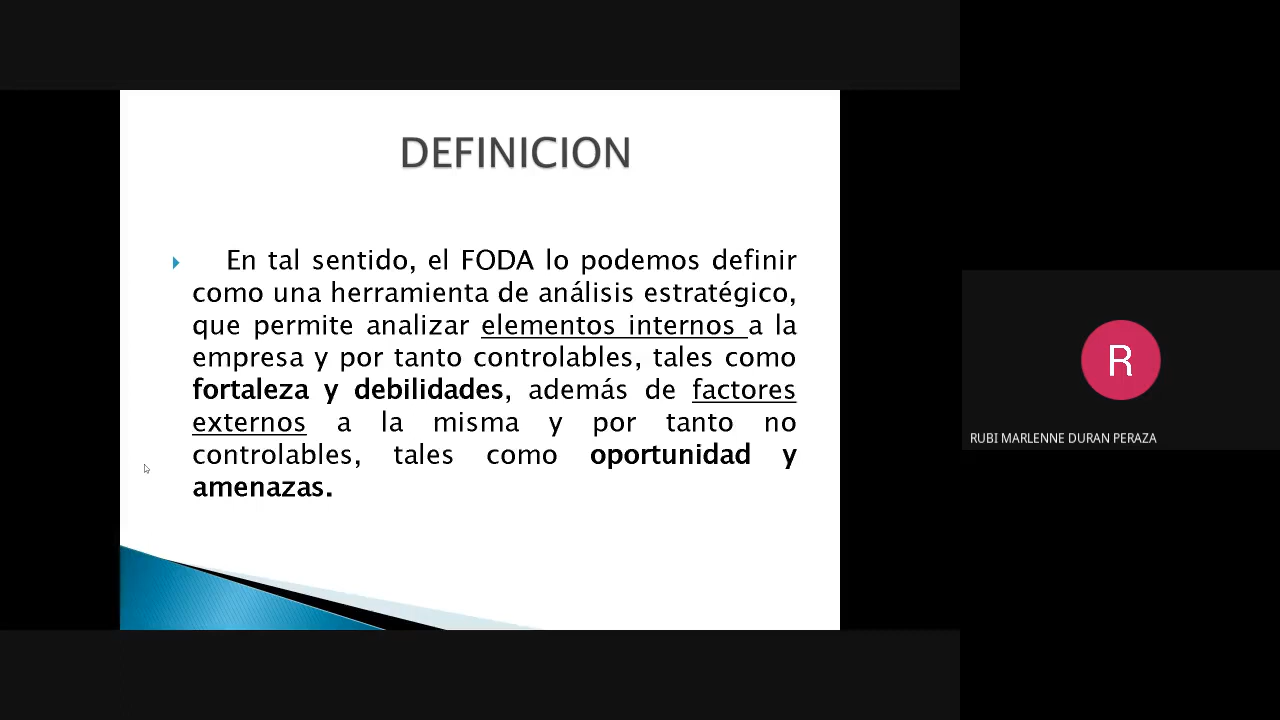 DEFINICION
En tal sentido, el FODA lo podemos definir
como una herramienta de análisis estratégico,
que permite analizar elementos internos a la
empresa y por tanto controlables, tales como
fortaleza y debilidades, además de factores
externos a la misma y por tanto no
controlables, tales como oportunidad y
amenazas.
R
RUBI MARLENNE DURAN PERAZA